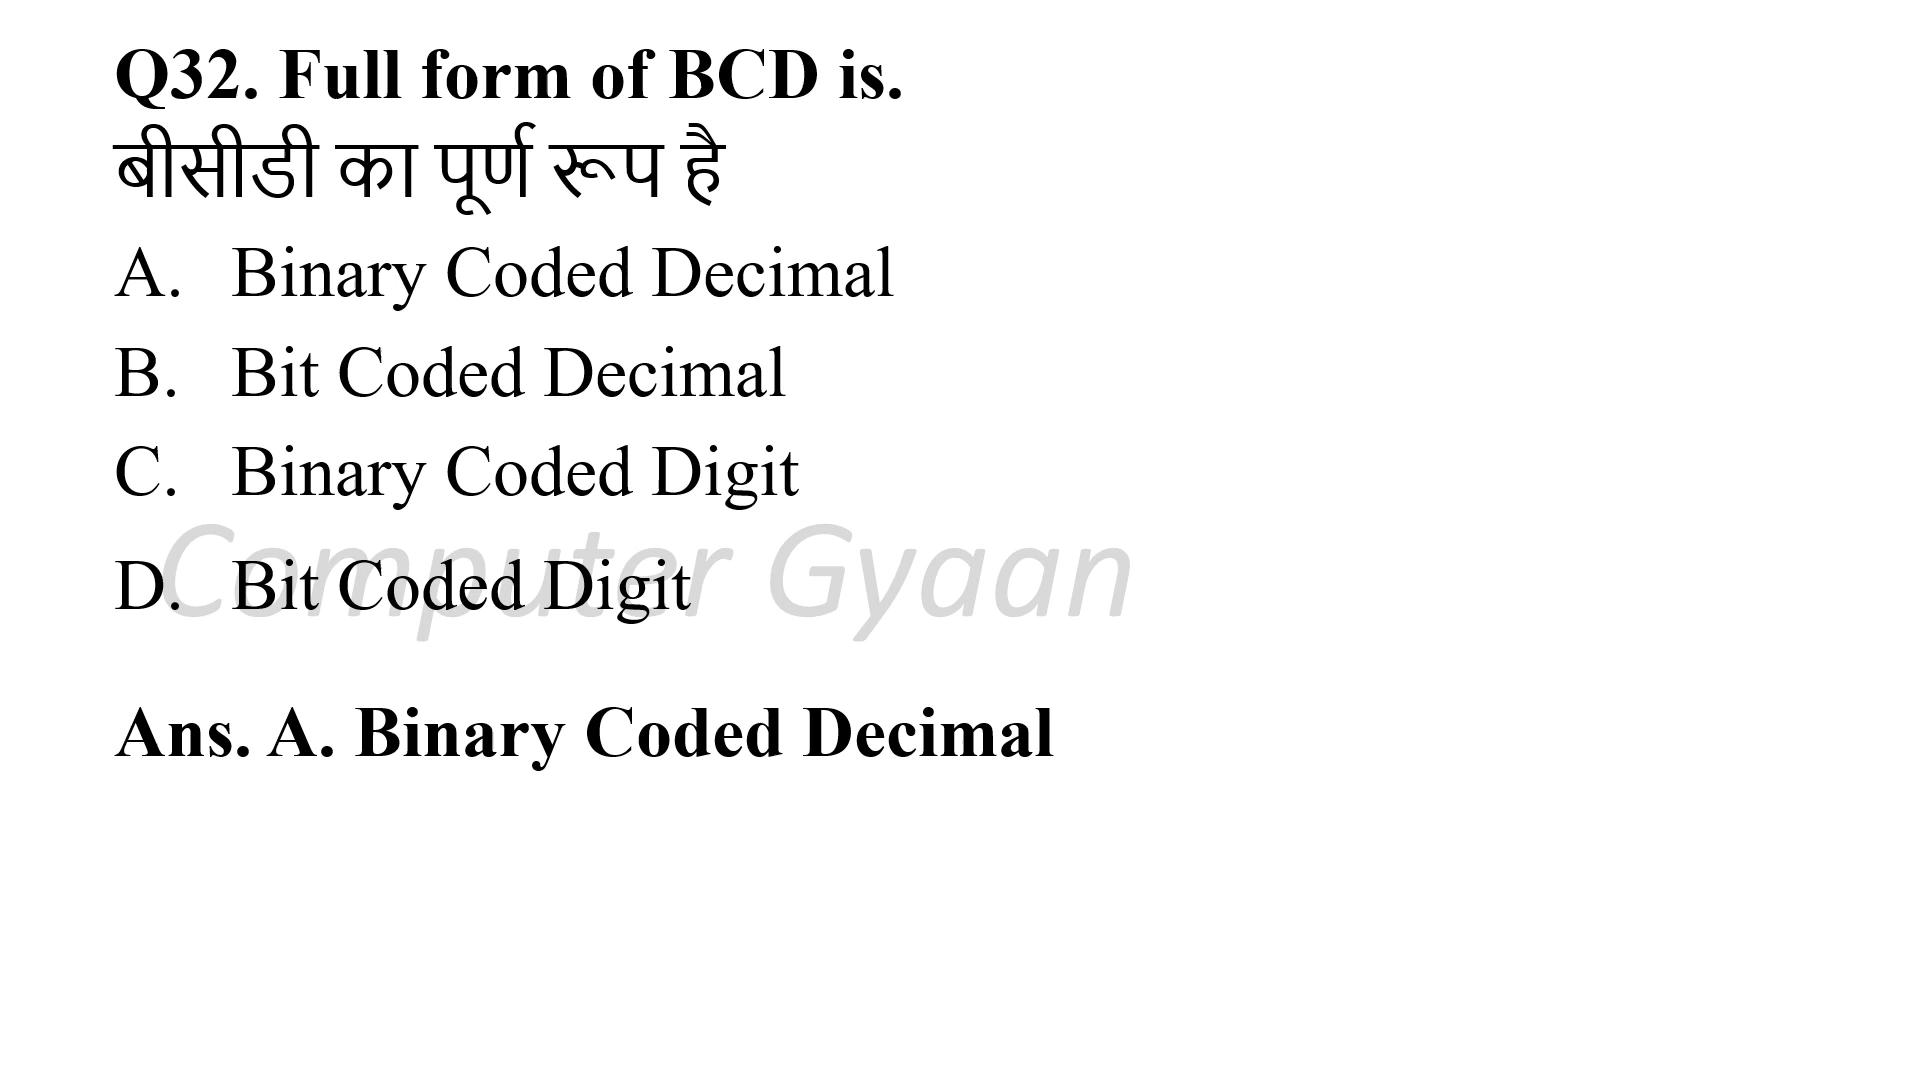 Q32. Full form of BCD is.
बीसीडी का पूर्ण रूप है
A. Binary Coded Decimal
B. Bit Coded Decimal
C. Binary Coded Digit
Computer Gyaan
D. Bit Coded Digit
Ans. A. Binary Coded Decimal